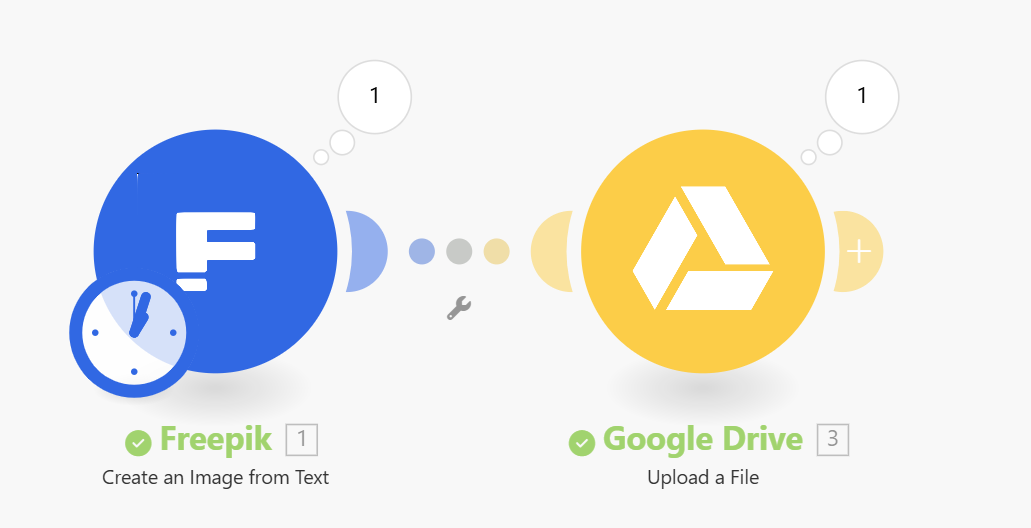 1
1
Freepik 1
Google Drive 3
Create an Image from Text
Upload a File